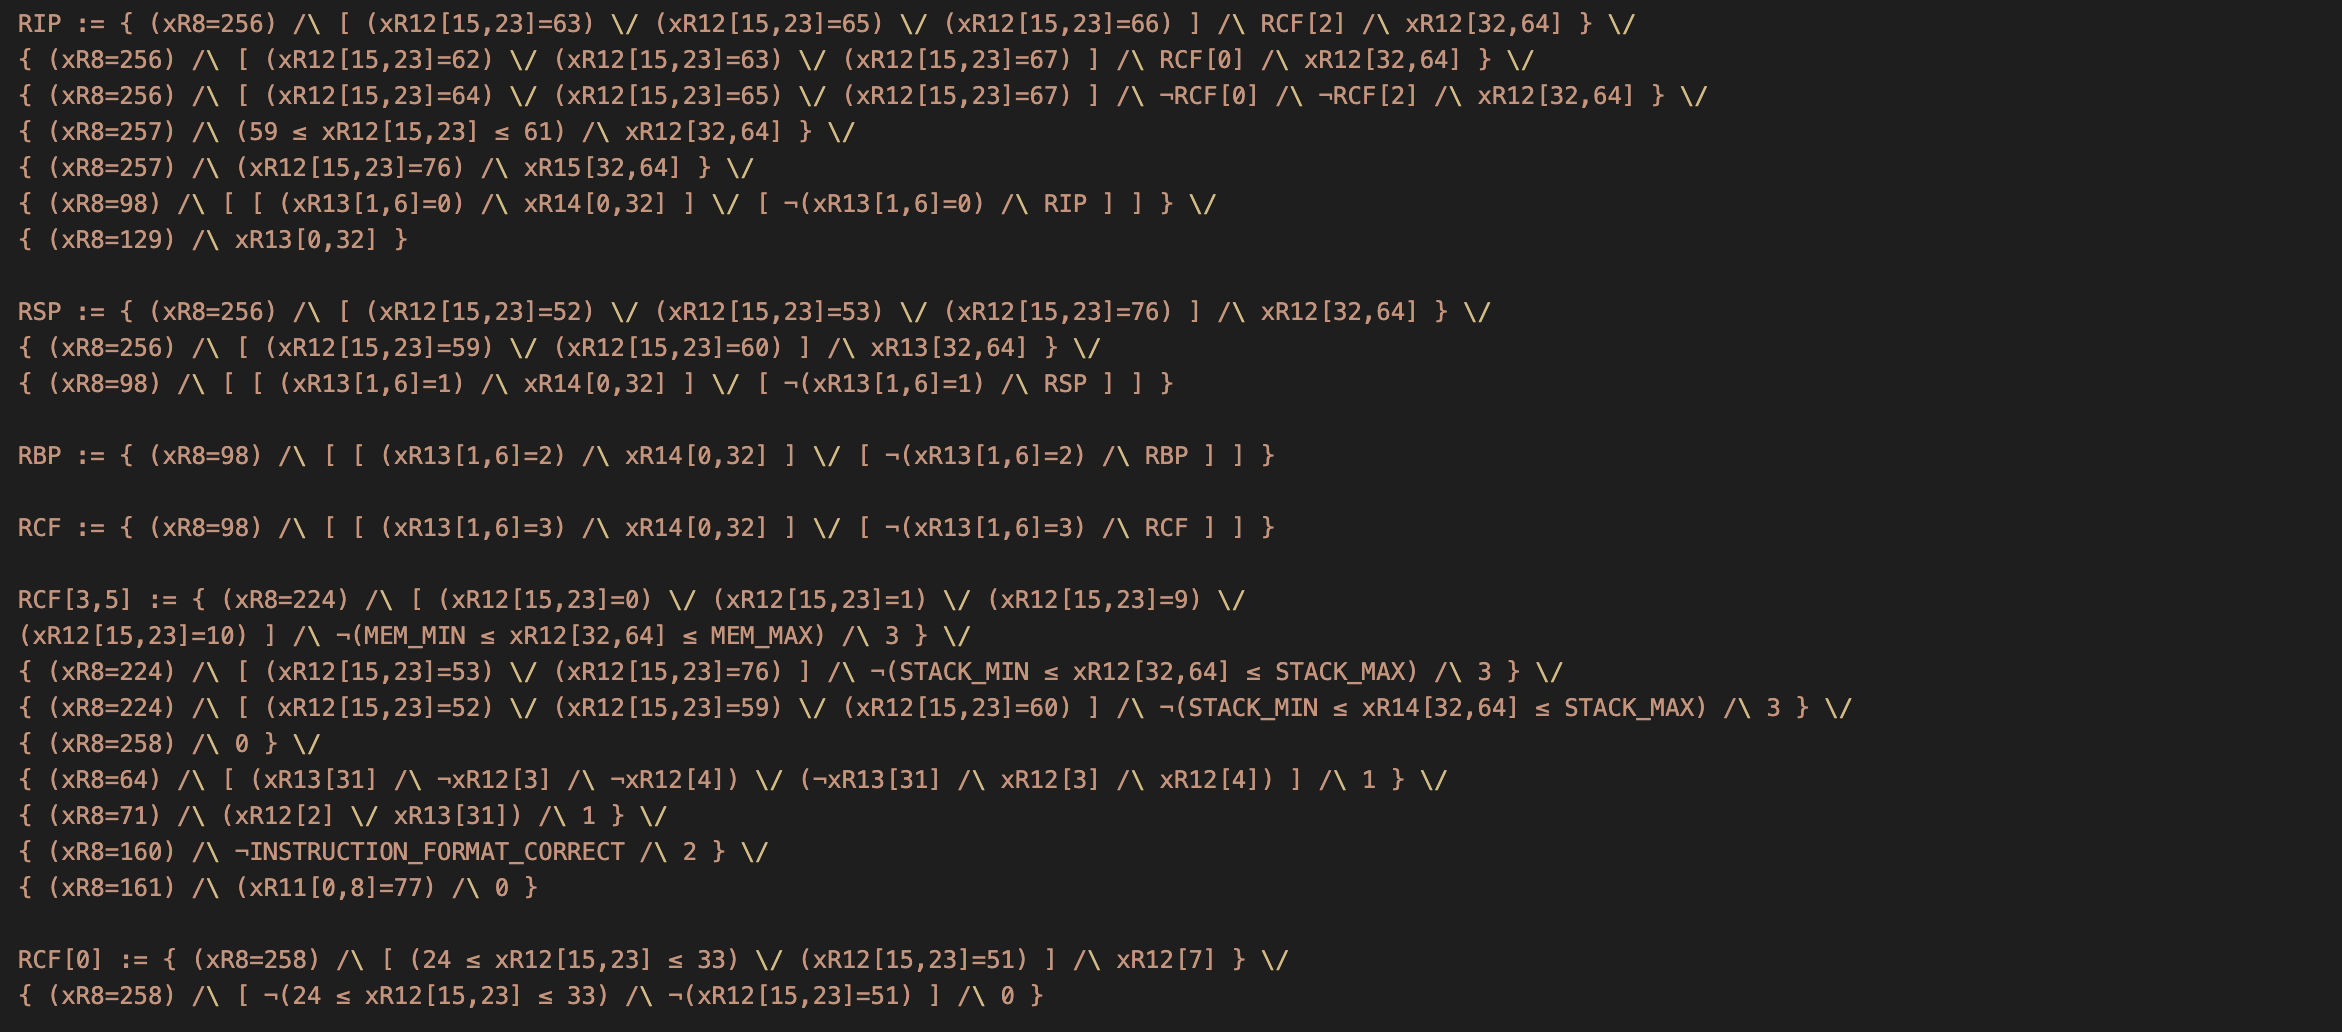 RIP := { (xR8=256) /\ [ (xR12[15,23]=63) \/ (xR12[15,23]=65) \/ (xR12[15,23]=66) ] /\ RCF[2] /\ xR12[32,64] } \/
{ (xR8=256) /\ [ (xR12[15,23]=62) \/ (xR12[15,23]=63) \/ (xR12[15,23]=67) ] /\ RCF[0] /\ xR12[32,64] } \/
{ (xR8=256) /\ [ (xR12[15,23]=64) \/ (xR12[15,23]=65) \/ (xR12[15,23]=67) ] /\ ¬RCF[0] /\ ¬RCF[2] /\ xR12[32,64] } \/
{ (xR8=257) /\ (59 ≤ xR12[15,23] ≤ 61) /\ xR12[32,64] } \/
{ (xR8=257) /\ (xR12[15,23]=76) /\ xR15[32,64] } \/
{ (xR8=98) /\ [ [ (xR13[1,6]=0) /\ xR14[0,32] ] \/ [ ¬(xR13[1,6]=0) /\ RIP ] ] } \/
{ (xR8=129) /\ xR13[0,32] }

RSP := { (xR8=256) /\ [ (xR12[15,23]=52) \/ (xR12[15,23]=53) \/ (xR12[15,23]=76) ] /\ xR12[32,64] } \/
{ (xR8=256) /\ [ (xR12[15,23]=59) \/ (xR12[15,23]=60) ] /\ xR13[32,64] } \/
{ (xR8=98) /\ [ [ (xR13[1,6]=1) /\ xR14[0,32] ] \/ [ ¬(xR13[1,6]=1) /\ RSP ] ] }

RBP := { (xR8=98) /\ [ [ (xR13[1,6]=2) /\ xR14[0,32] ] \/ [ ¬(xR13[1,6]=2) /\ RBP ] ] }

RCF := { (xR8=98) /\ [ [ (xR13[1,6]=3) /\ xR14[0,32] ] \/ [ ¬(xR13[1,6]=3) /\ RCF ] ] }

RCF[3,5] := { (xR8=224) /\ [ (xR12[15,23]=0) \/ (xR12[15,23]=1) \/ (xR12[15,23]=9) \/
(xR12[15,23]=10) ] /\ ¬(MEM_MIN ≤ xR12[32,64] ≤ MEM_MAX) /\ 3 } \/
{ (xR8=224) /\ [ (xR12[15,23]=53) \/ (xR12[15,23]=76) ] /\ ¬(STACK_MIN ≤ xR12[32,64] ≤ STACK_MAX) /\ 3 } \/
{ (xR8=224) /\ [ (xR12[15,23]=52) \/ (xR12[15,23]=59) \/ (xR12[15,23]=60) ] /\ ¬(STACK_MIN ≤ xR14[32,64] ≤ STACK_MAX) /\ 3 } \/
{ (xR8=258) /\ 0 } \/
{ (xR8=64) /\ [ (xR13[31] /\ ¬xR12[3] /\ ¬xR12[4]) \/ (¬xR13[31] /\ xR12[3] /\ xR12[4]) ] /\ 1 } \/
{ (xR8=71) /\ (xR12[2] \/ xR13[31]) /\ 1 } \/
{ (xR8=160) /\ ¬INSTRUCTION_FORMAT_CORRECT /\ 2 } \/
{ (xR8=161) /\ (xR11[0,8]=77) /\ 0 }

RCF[0] := { (xR8=258) /\ [ (24 ≤ xR12[15,23] ≤ 33) \/ (xR12[15,23]=51) ] /\ xR12[7] } \/
{ (xR8=258) /\ [ ¬(24 ≤ xR12[15,23] ≤ 33) /\ ¬(xR12[15,23]=51) ] /\ 0 }